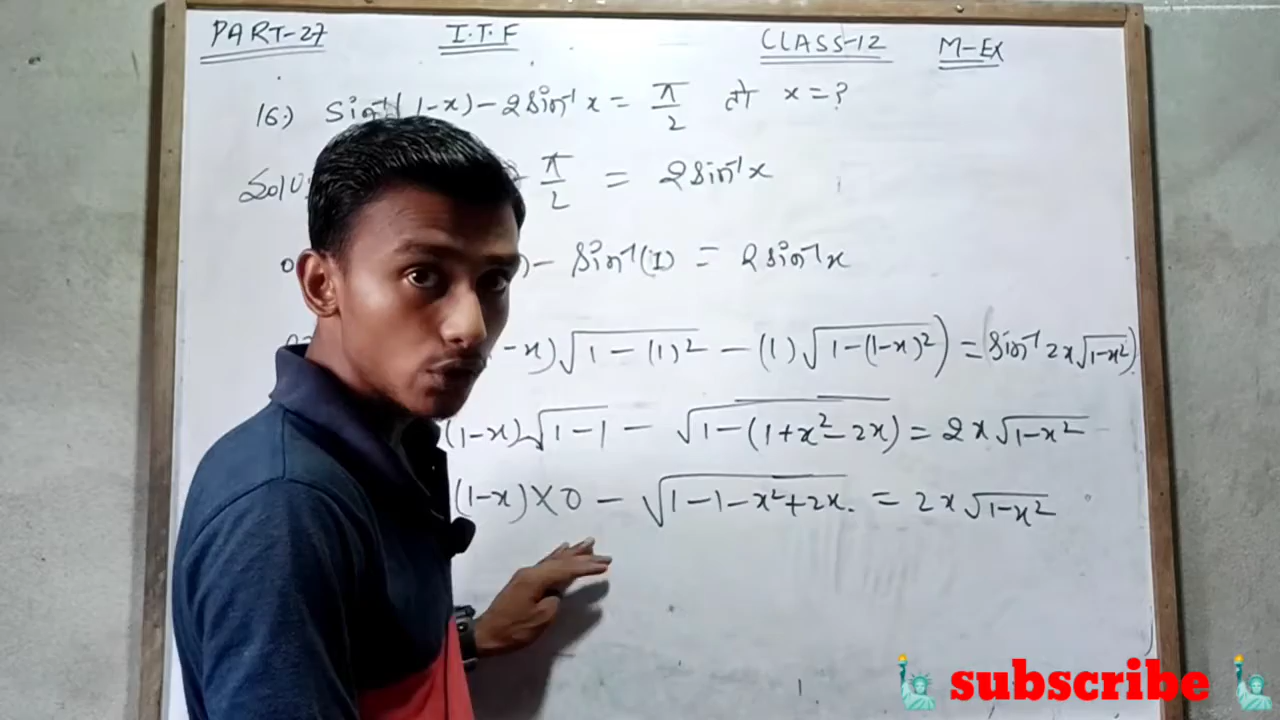 PART-27 I.T.F CLASS-12 M-Ex
16.) Sin⁻¹(1-x) - 2Sin⁻¹x = π/2 तो x = ?
π/2 = 2Sin⁻¹x
- Sin⁻¹(1) = 2Sin⁻¹x
-x)√(1-(1)²) - (1)√(1-(1-x)²)) = Sin⁻¹ 2x√(1-x²))
(1-x)√(1-1) - √(1-(1+x²-2x)) = 2x√(1-x²)
(1-x)×0 - √(1-1-x²+2x) = 2x√(1-x²)
subscribe